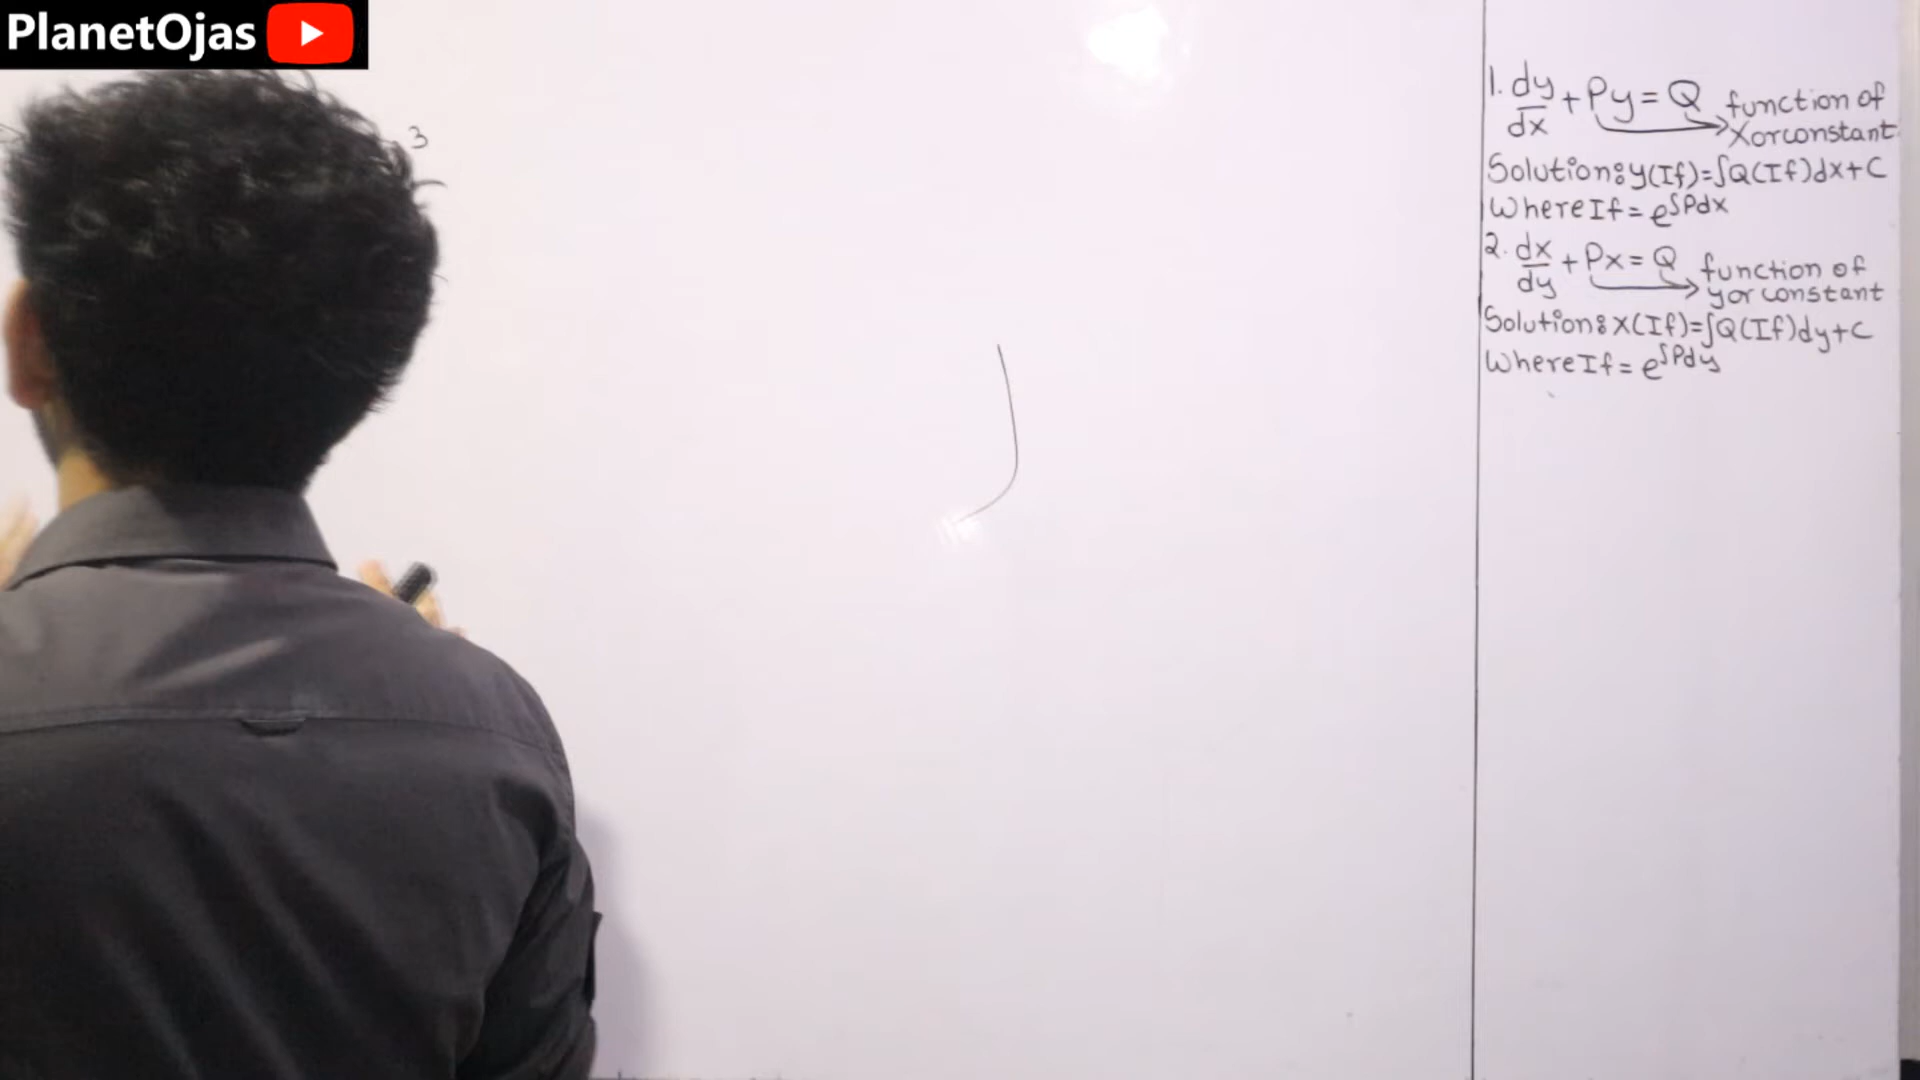 PlanetOjas
3
1. dy/dx + Py = Q function of
X or constant
Solution: y(If)=∫Q(If)dx+C
Where If = e^∫Pdx
2. dx/dy + Px = Q function of
y or constant
Solution: x(If)=∫Q(If)dy+C
Where If = e^∫Pdy